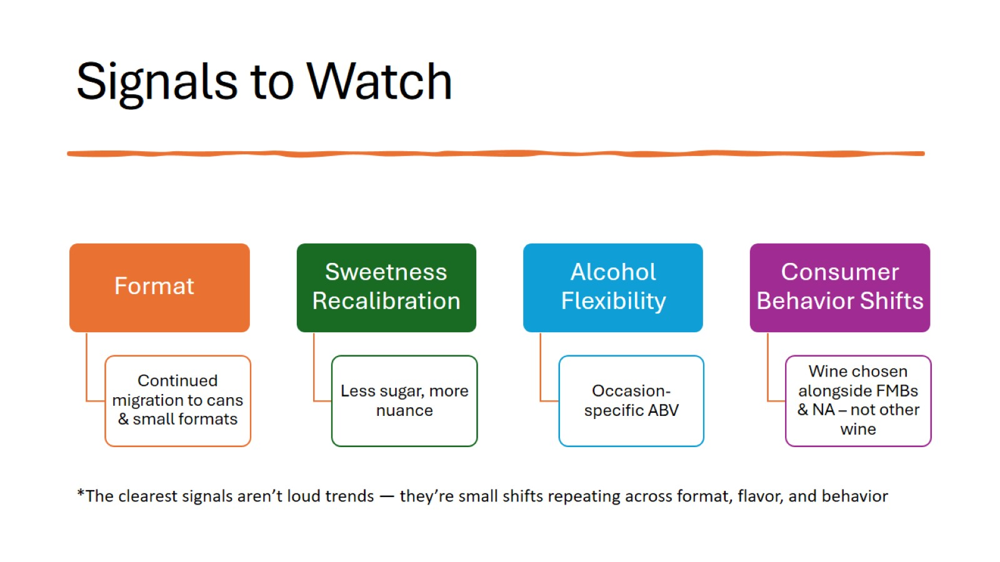 Signals to Watch
Format
Continued
migration to cans
& small formats
Sweetness
Recalibration
Less sugar, more
nuance
Alcohol
Flexibility
Occasion-
specific ABV
Consumer
Behavior Shifts
Wine chosen
alongside FMBs
& NA – not other
wine
*The clearest signals aren’t loud trends — they’re small shifts repeating across format, flavor, and behavior